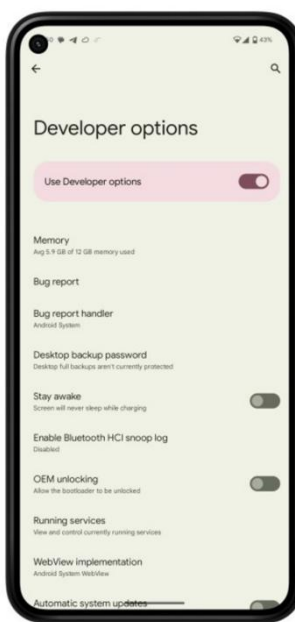 43%
Developer options
Use Developer options
Memory
Avg 5.9 GB of 12 GB memory used
Bug report
Bug report handler
Android System
Desktop backup password
Desktop full backups aren't currently protected
Stay awake
Screen will never sleep while charging
Enable Bluetooth HCI snoop log
Disabled
OEM unlocking
Allow the bootloader to be unlocked
Running services
View and control currently running services
WebView implementation
Android System WebView
Automatic system updates